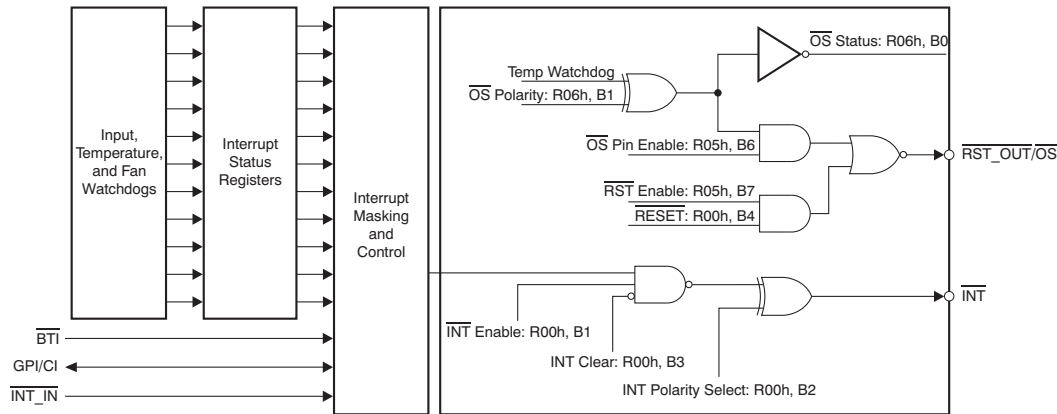 Input,
Temperature,
and Fan
Watchdogs
Interrupt
Status
Registers
Interrupt
Masking
and
Control
BTI
GPI/CI
INT_IN
OS Status: R06h, B0
Temp Watchdog
OS Polarity: R06h, B1
OS Pin Enable: R05h, B6
RST_OUT/OS
RST Enable: R05h, B7
RESET: R00h, B4
INT
INT Enable: R00h, B1
INT Clear: R00h, B3
INT Polarity Select: R00h, B2